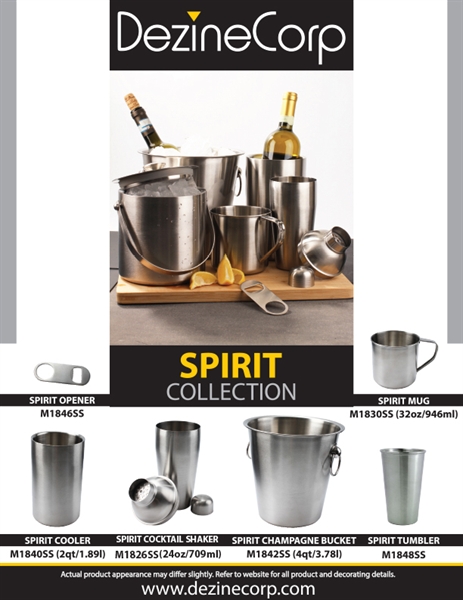 DezineCorp
SPIRIT
COLLECTION
SPIRIT OPENER
M1846SS
SPIRIT MUG
M1830SS (32oz/946ml)
SPIRIT COOLER
M1840SS (2qt/1.89l)
SPIRIT COCKTAIL SHAKER
M1826SS (24oz/709ml)
SPIRIT CHAMPAGNE BUCKET
M1842SS (4qt/3.78l)
SPIRIT TUMBLER
M1848SS
Actual product appearance may differ slightly. Refer to website for all product and decorating details.
www.dezinecorp.com